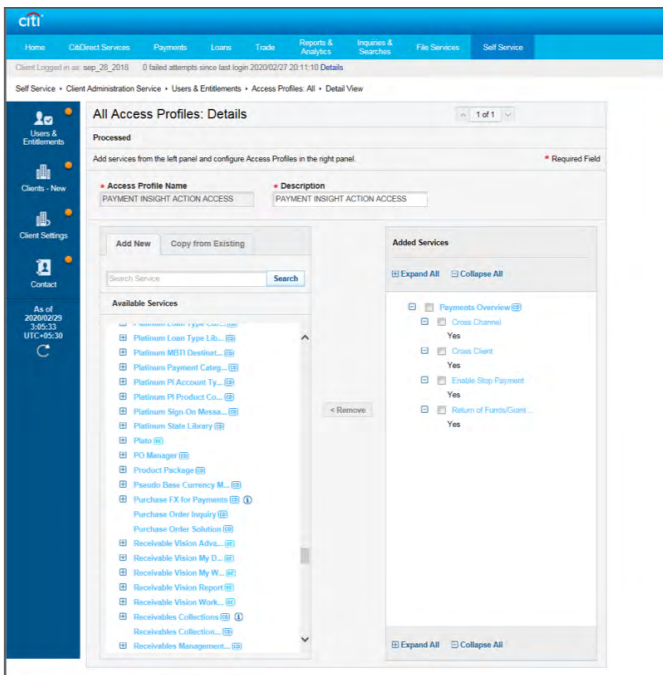 citi
Home CitiDirect Services Payments Loans Trade Reports & Analytics Inquiries & Searches File Services Self Service
Client Logged in as: sep_28_2018 0 failed attempts since last login 2020/02/27 20:11:10 Details
Self Service • Client Administration Service • Users & Entitlements • Access Profiles: All • Detail View
Users & Entitlements
Clients - New
Client Settings
Contact
As of
2020/02/29
3:05:33
UTC+05:30
All Access Profiles: Details
1 of 1
Processed
Add services from the left panel and configure Access Profiles in the right panel.
* Required Field
* Access Profile Name
PAYMENT INSIGHT ACTION ACCESS
* Description
PAYMENT INSIGHT ACTION ACCESS
Add New Copy from Existing
Search Service Search
Available Services
Platinum Loan Type Lib...
Platinum MBTI Destinat...
Platinum Payment Categ...
Platinum PI Account Ty...
Platinum PI Product Co...
Platinum Sign On Messa...
Platinum State Library
Plato
PO Manager
Product Package
Pseudo Base Currency M...
Purchase FX for Payments
Purchase Order Inquiry
Purchase Order Solution
Receivable Vision Adva...
Receivable Vision My D...
Receivable Vision My W...
Receivable Vision Report
Receivable Vision Work...
Receivables Collections
Receivables Collection...
Receivables Management...
< Remove
Added Services
Expand All Collapse All
Payments Overview
Cross Channel
Yes
Cross Client
Yes
Enable Stop Payment
Yes
Return of Funds/Grant ...
Yes
Expand All Collapse All